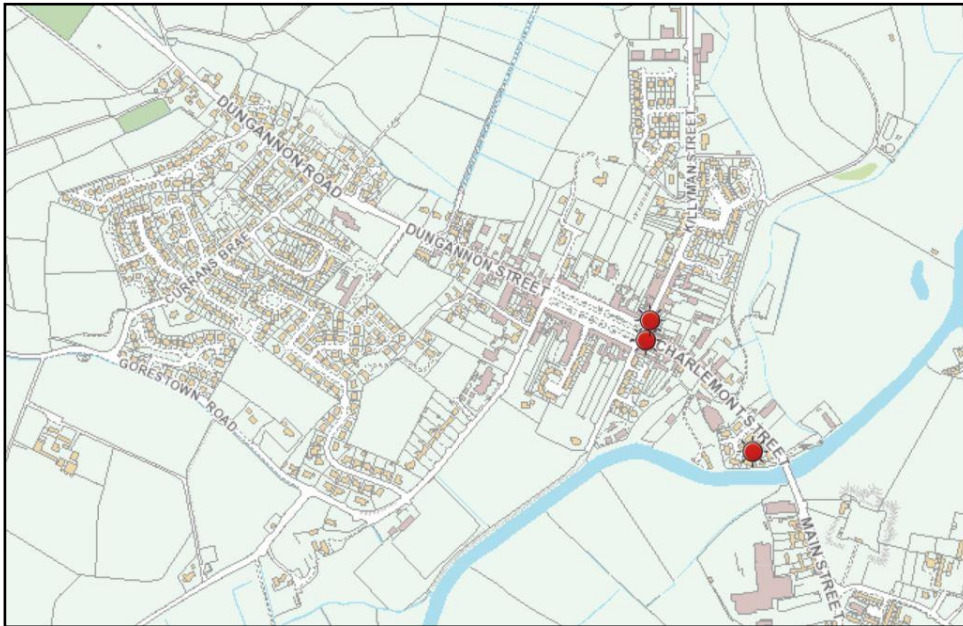 DUNGANNON ROAD
KILLYMAN STREET
DUNGANNON STREET
CURRANS BRAE
CHARLEMONT STREET
GORESTOWN ROAD
MAIN STREET